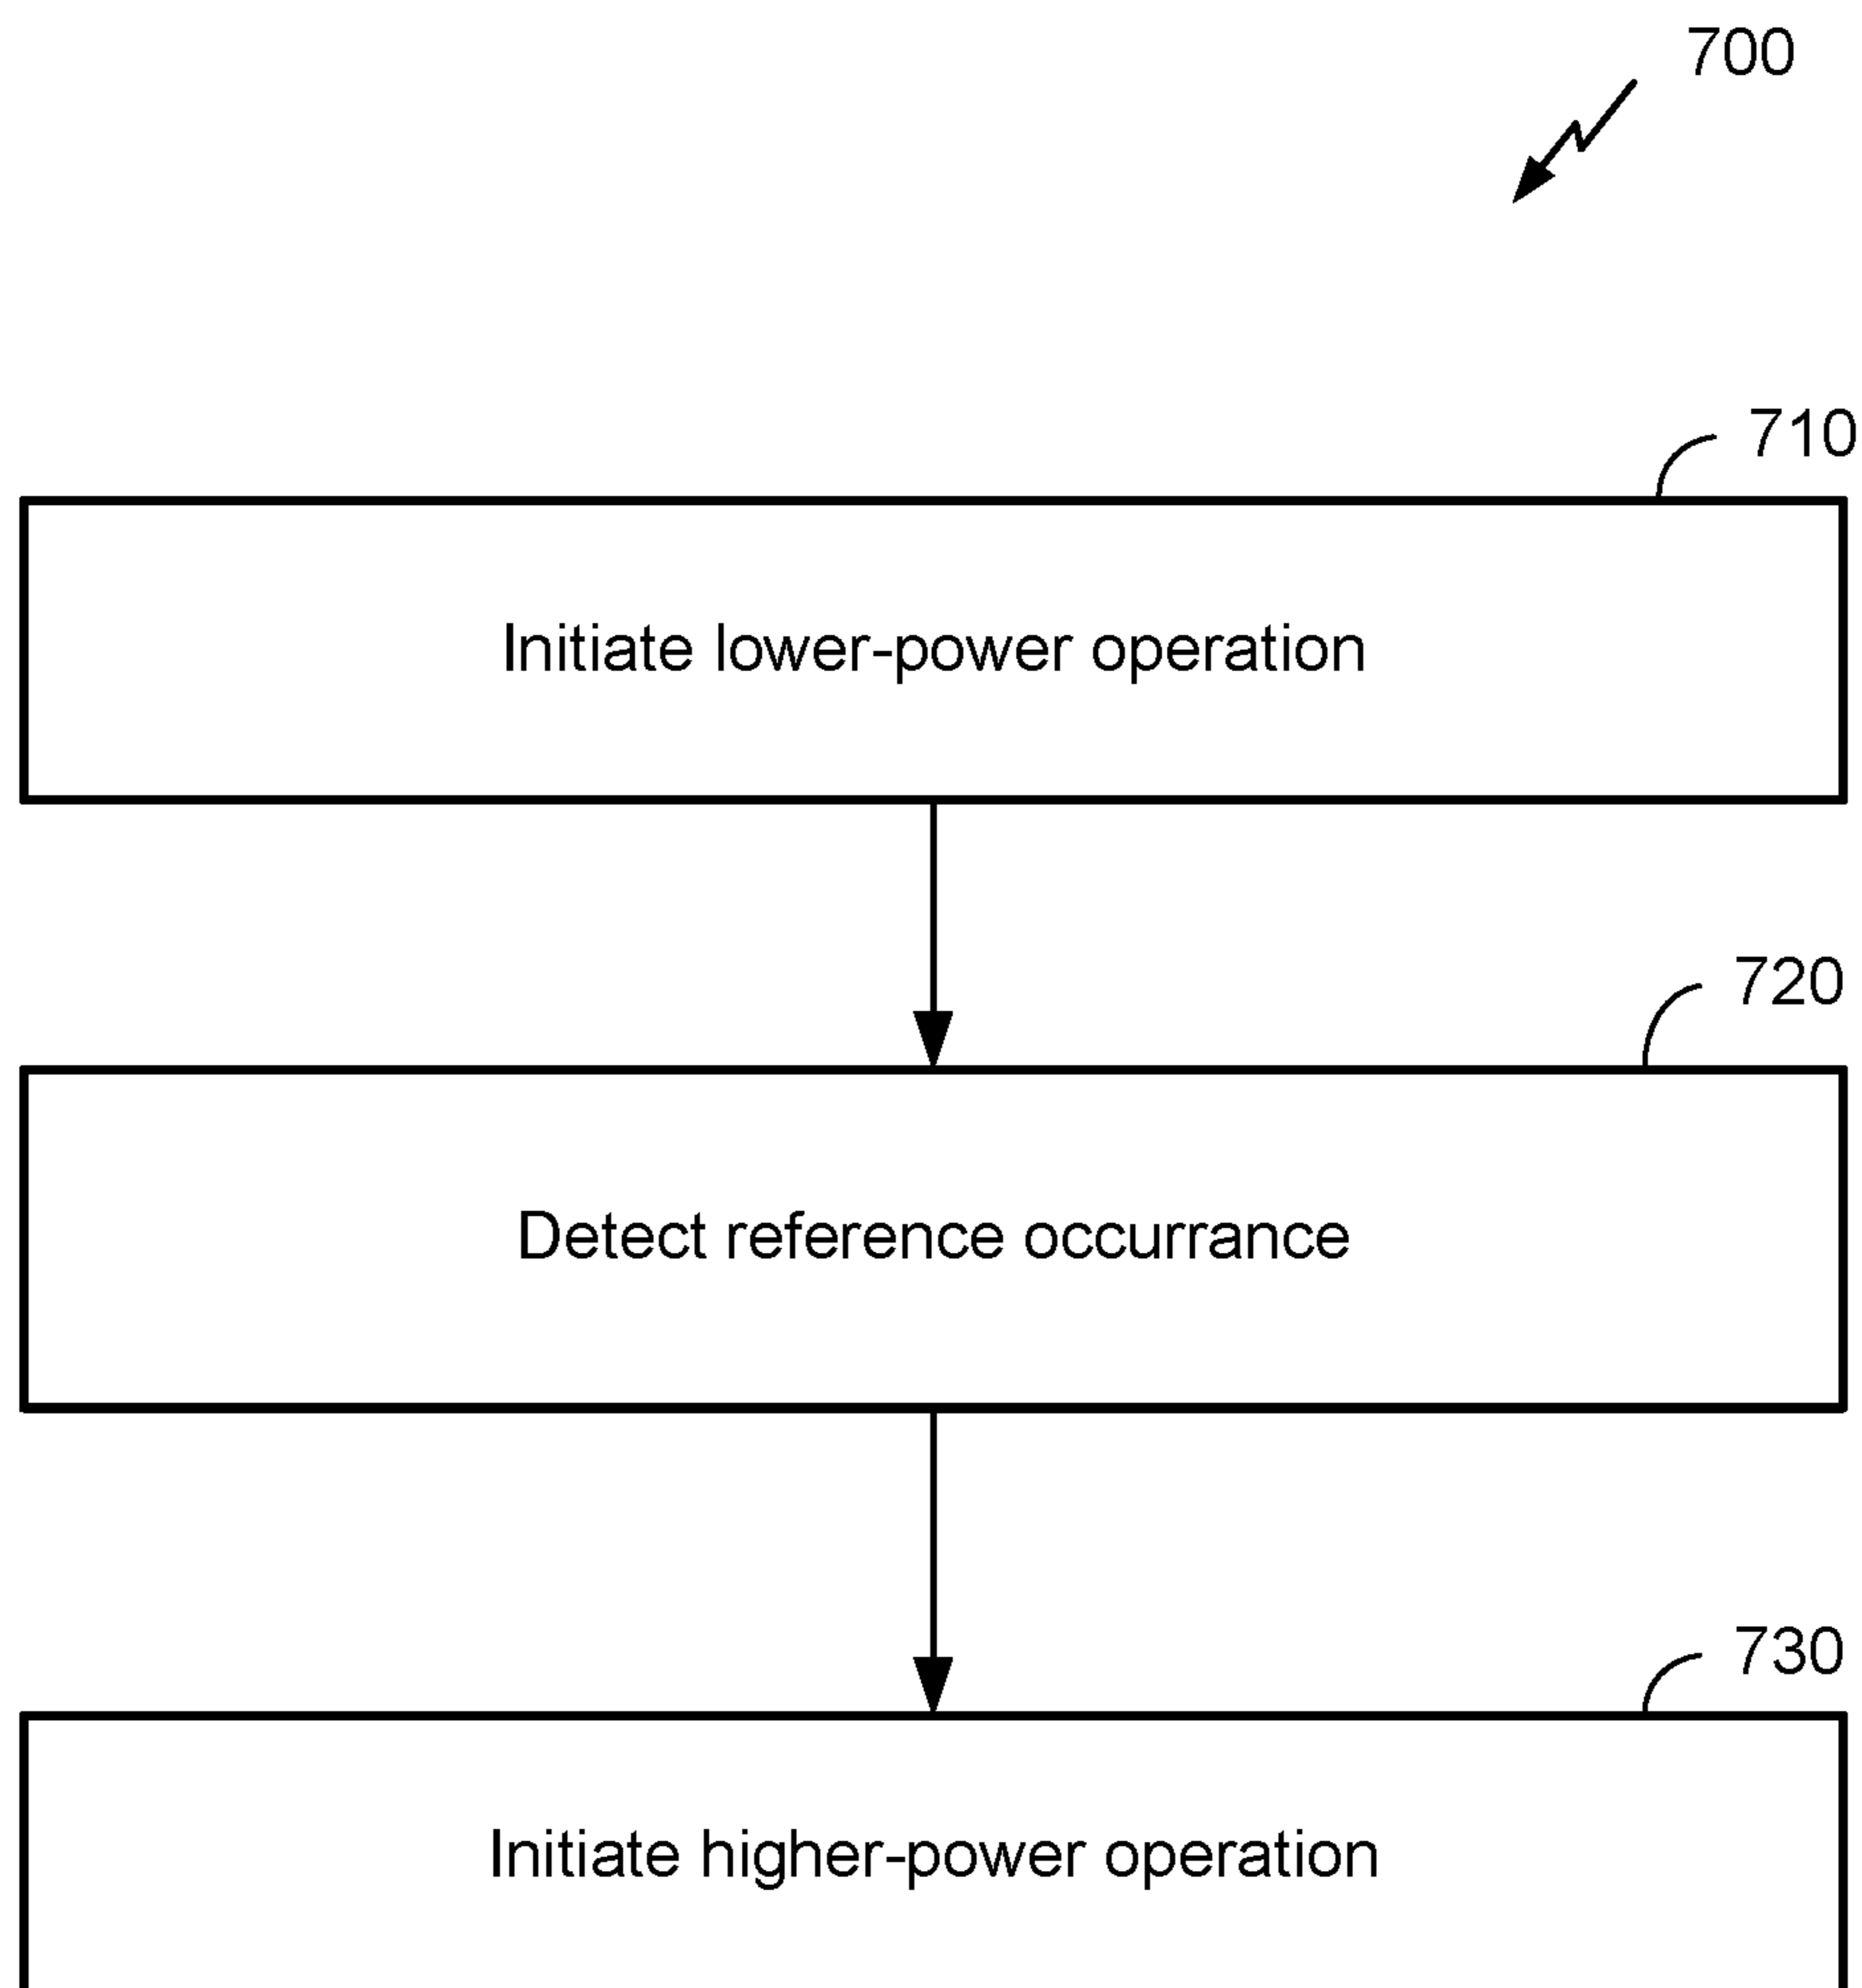 700
710
Initiate lower-power operation
720
Detect reference occurrance
730
Initiate higher-power operation